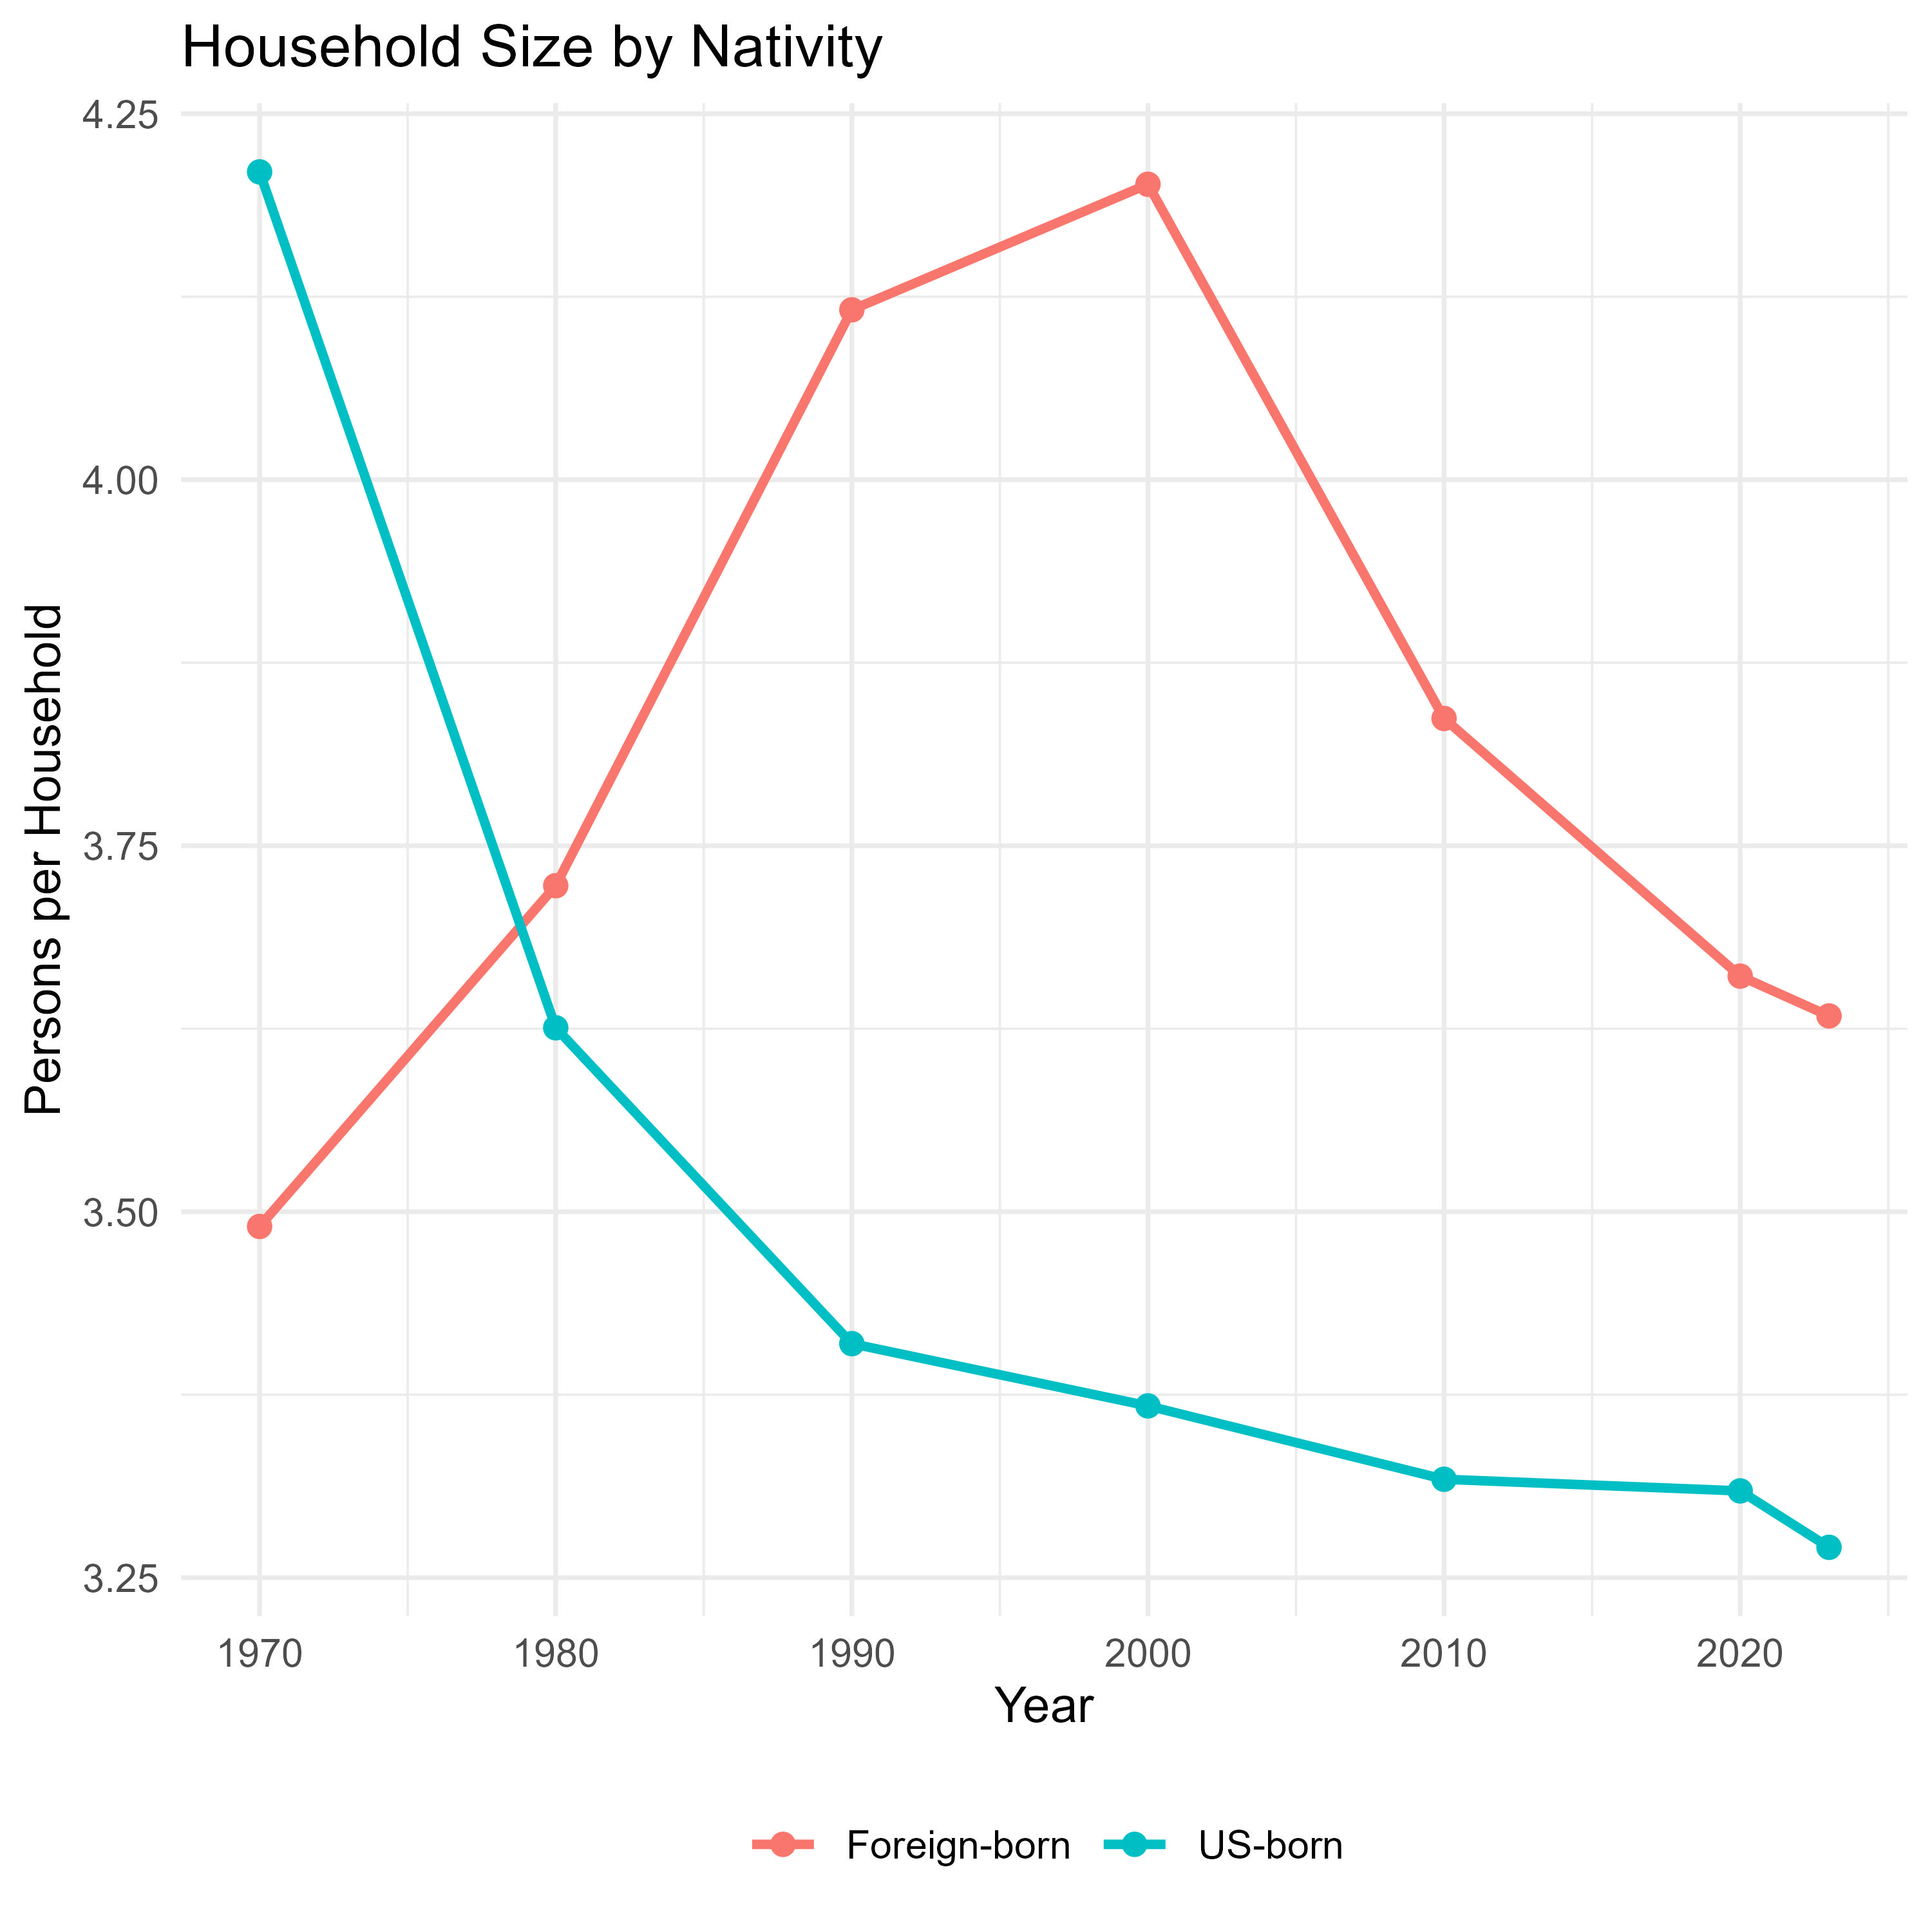 Household Size by Nativity
4.25
4.00
3.75
3.50
3.25
Persons per Household
1970 1980 1990 2000 2010 2020
Year
Foreign-born US-born